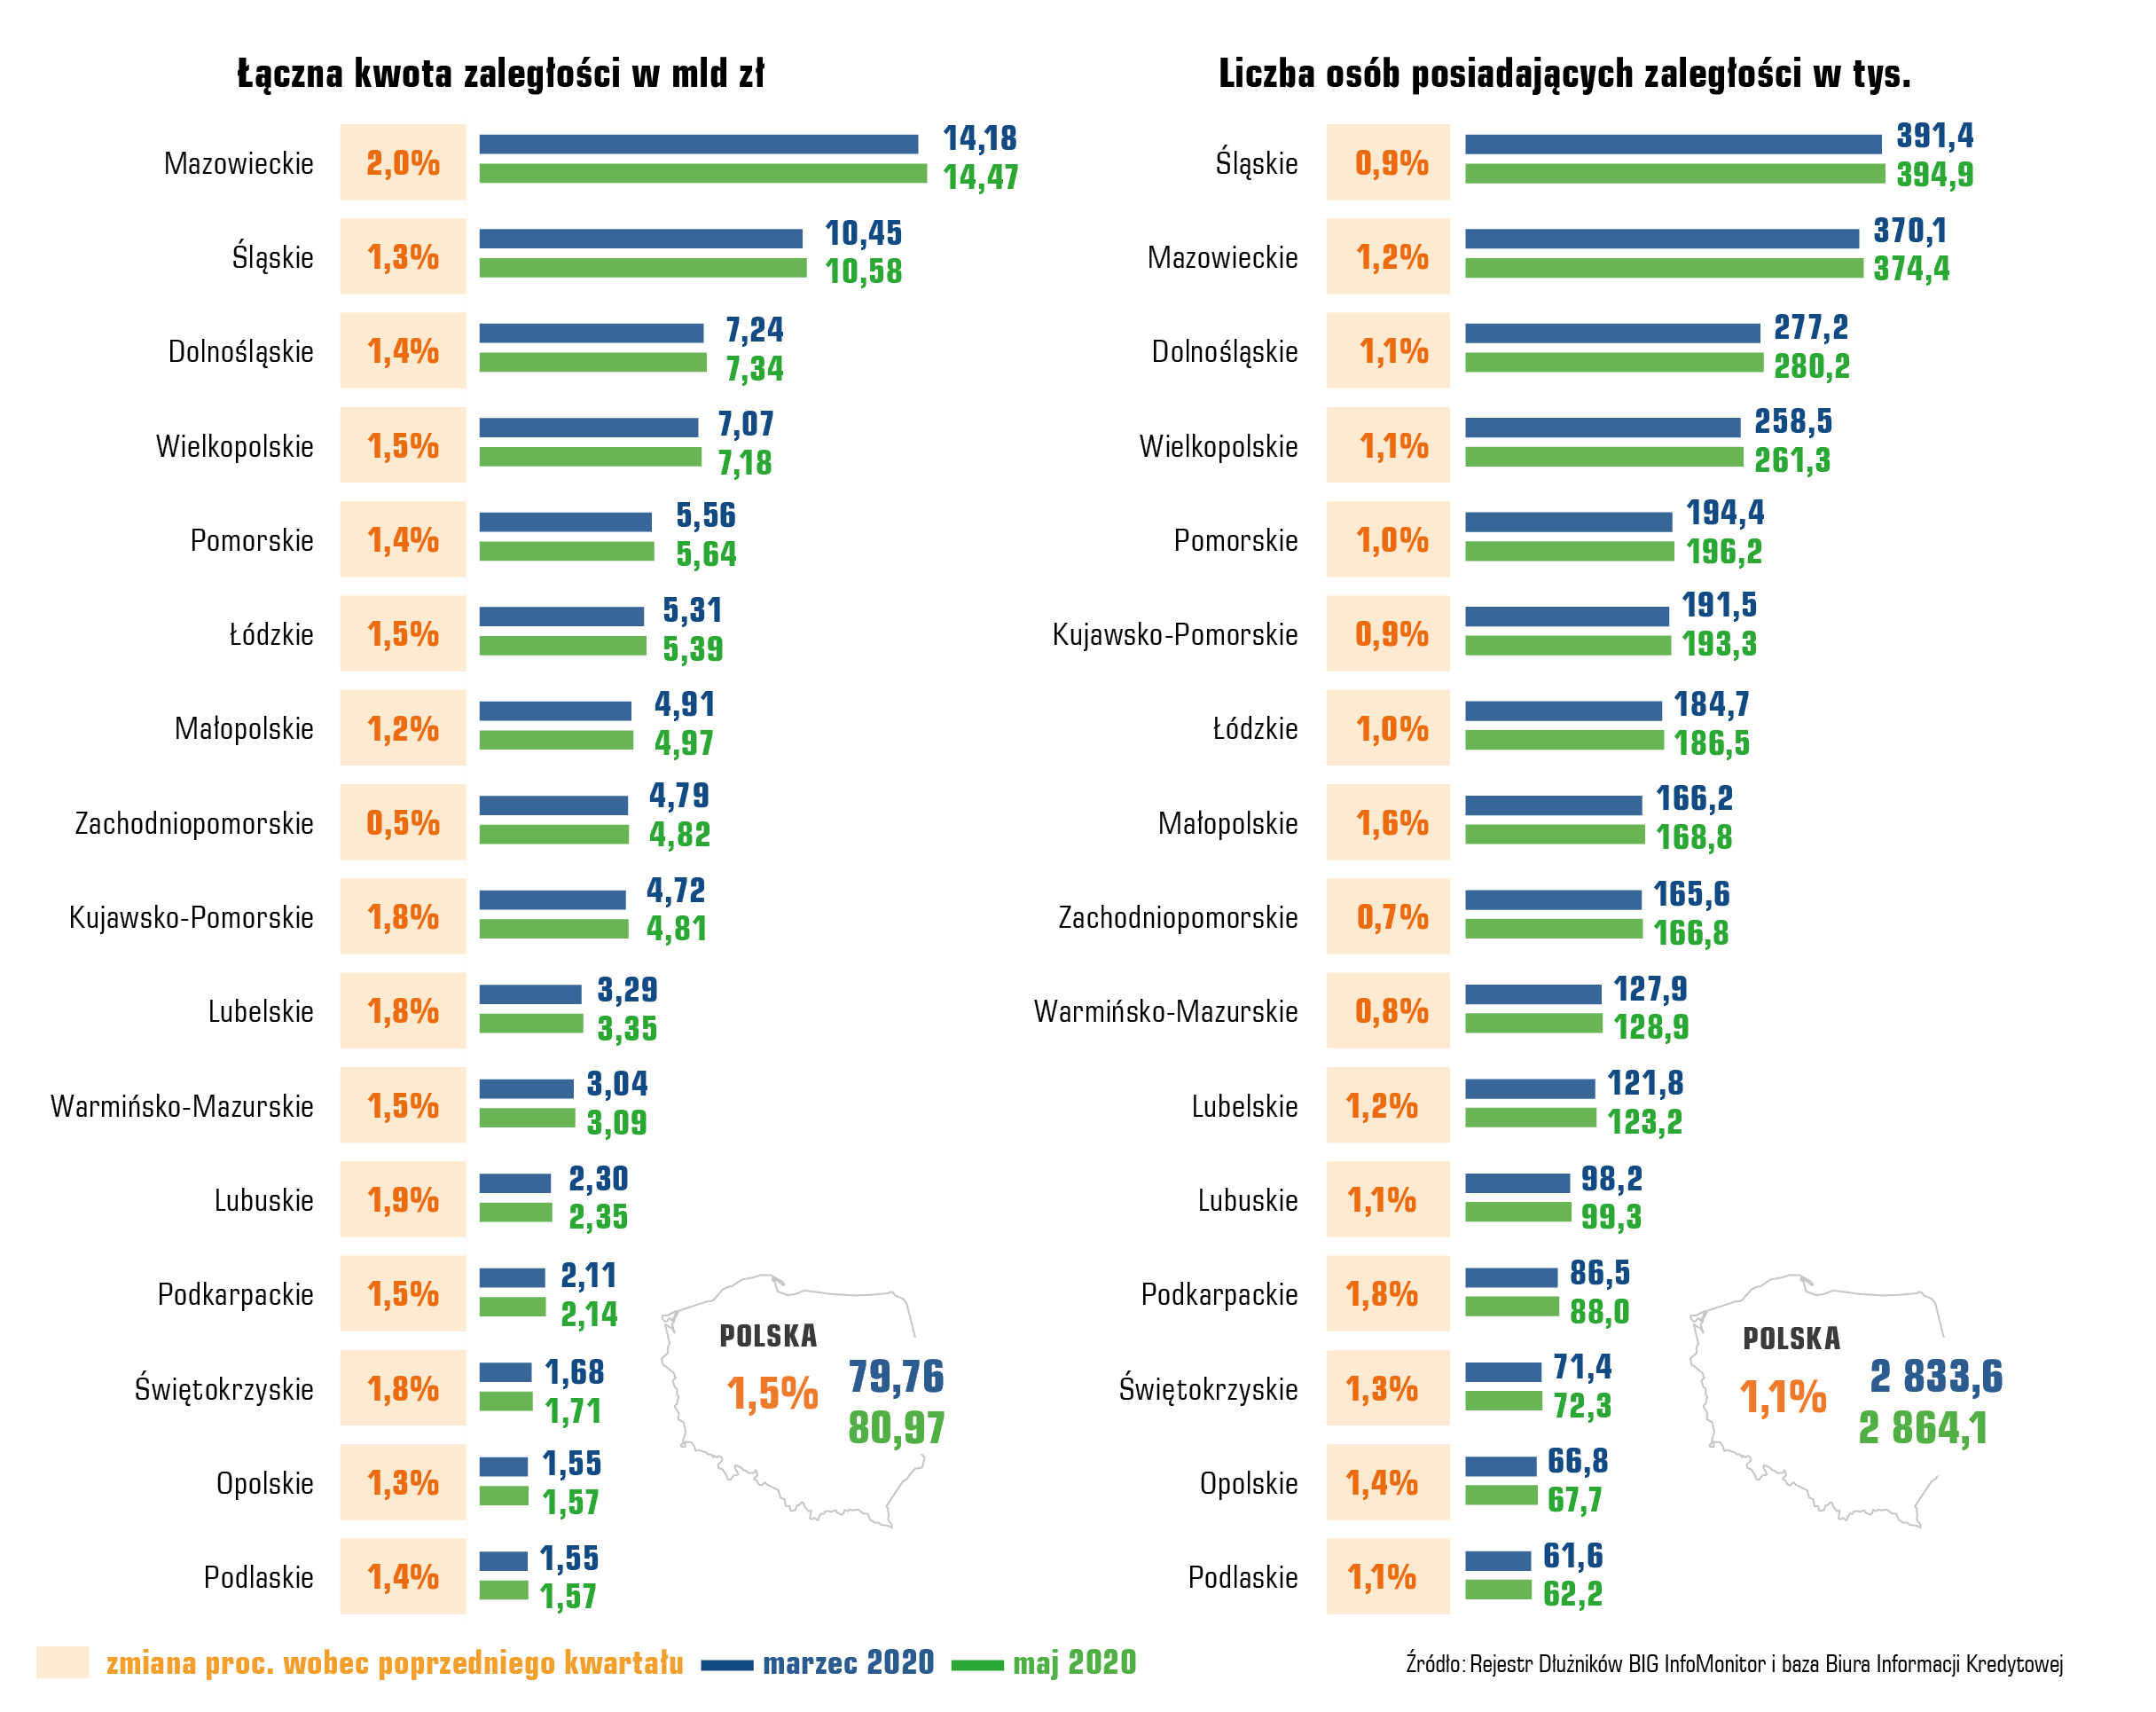 Łączna kwota zaległości w mld zł
Mazowieckie 2,0% 14,18
14,47
Śląskie 1,3% 10,45
10,58
Dolnośląskie 1,4% 7,24
7,34
Wielkopolskie 1,5% 7,07
7,18
Pomorskie 1,4% 5,56
5,64
Łódzkie 1,5% 5,31
5,39
Małopolskie 1,2% 4,91
4,97
Zachodniopomorskie 0,5% 4,79
4,82
Kujawsko-Pomorskie 1,8% 4,72
4,81
Lubelskie 1,8% 3,29
3,35
Warmińsko-Mazurskie 1,5% 3,04
3,09
Lubuskie 1,9% 2,30
2,35
Podkarpackie 1,5% 2,11
2,14
Świętokrzyskie 1,8% 1,68
1,71
Opolskie 1,3% 1,55
1,57
Podlaskie 1,4% 1,55
1,57
POLSKA
1,5% 79,76
80,97
Liczba osób posiadających zaległości w tys.
Śląskie 0,9% 391,4
394,9
Mazowieckie 1,2% 370,1
374,4
Dolnośląskie 1,1% 277,2
280,2
Wielkopolskie 1,1% 258,5
261,3
Pomorskie 1,0% 194,4
196,2
Kujawsko-Pomorskie 0,9% 191,5
193,3
Łódzkie 1,0% 184,7
186,5
Małopolskie 1,6% 166,2
168,8
Zachodniopomorskie 0,7% 165,6
166,8
Warmińsko-Mazurskie 0,8% 127,9
128,9
Lubelskie 1,2% 121,8
123,2
Lubuskie 1,1% 98,2
99,3
Podkarpackie 1,8% 86,5
88,0
Świętokrzyskie 1,3% 71,4
72,3
Opolskie 1,4% 66,8
67,7
Podlaskie 1,1% 61,6
62,2
POLSKA
1,1% 2 833,6
2 864,1
zmiana proc. wobec poprzedniego kwartału marzec 2020 maj 2020
Źródło: Rejestr Dłużników BIG InfoMonitor i baza Biura Informacji Kredytowej